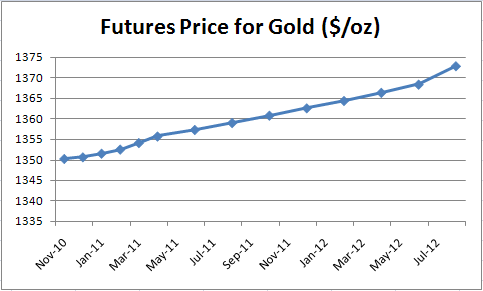 Futures Price for Gold ($/oz)
1375
1370
1365
1360
1355
1350
1345
1340
1335
Nov-10
Jan-11
Mar-11
May-11
Jul-11
Sep-11
Nov-11
Jan-12
Mar-12
May-12
Jul-12